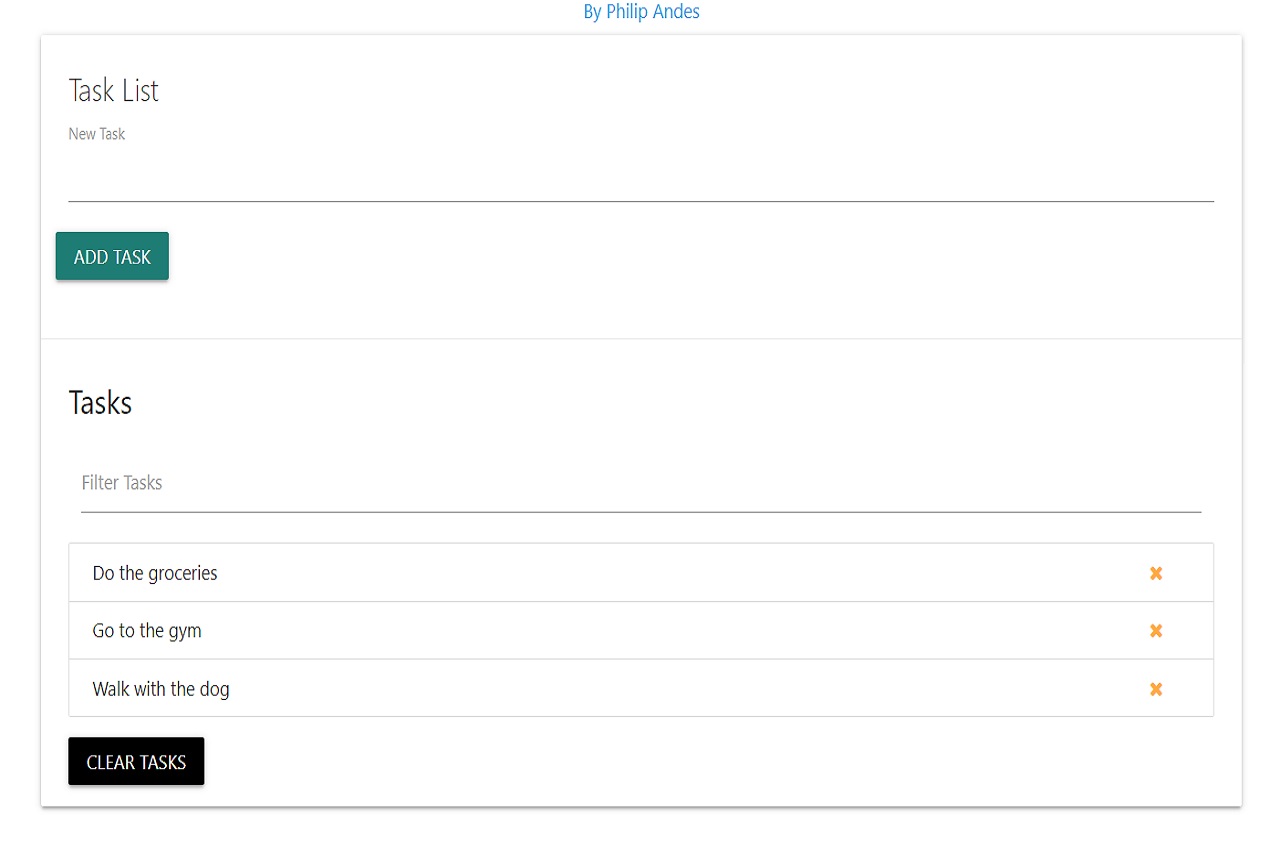 By Philip Andes
Task List
New Task
ADD TASK
Tasks
Filter Tasks
Do the groceries
Go to the gym
Walk with the dog
CLEAR TASKS